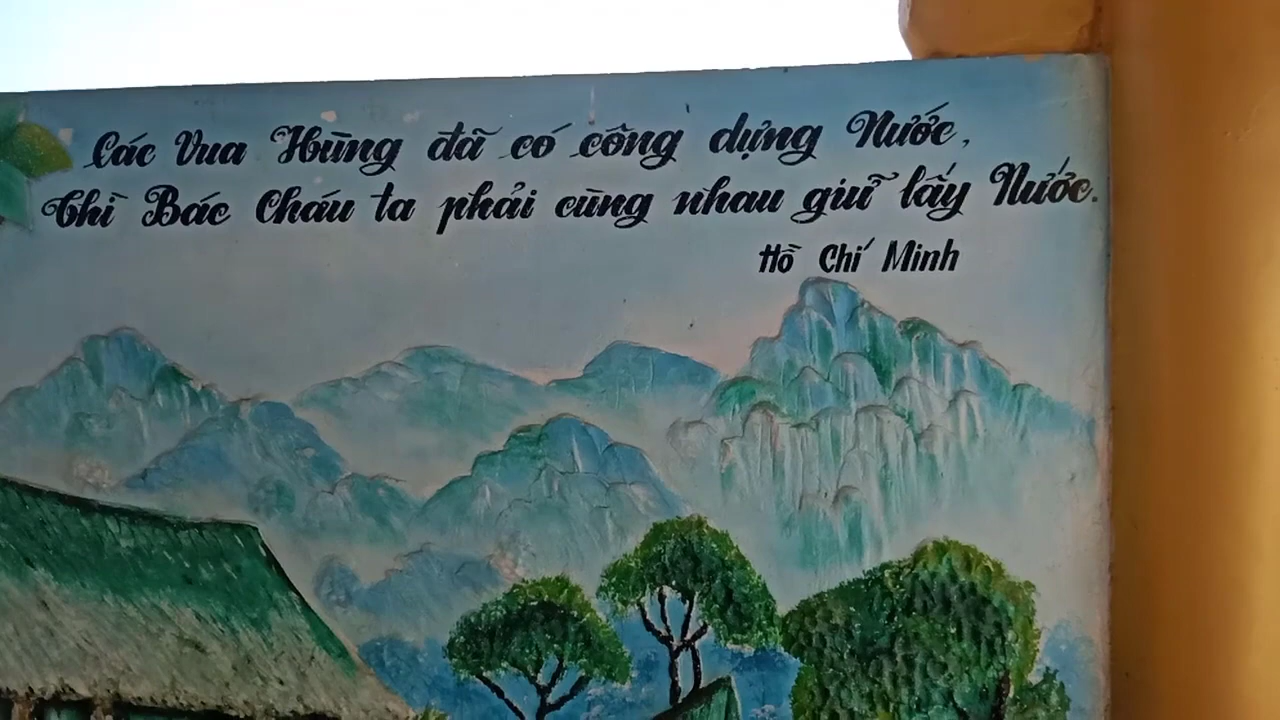 Các Vua Hùng đã có công dựng Nước,
Thì Bác Cháu ta phải cùng nhau giữ lấy Nước.
Hồ Chí Minh